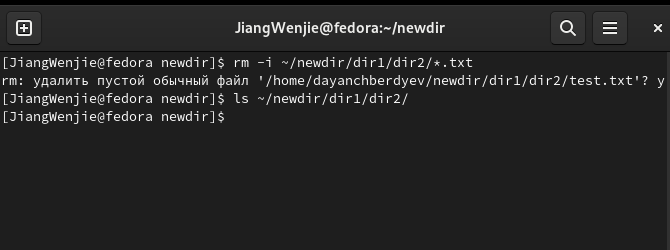 JiangWenjie@fedora:~/newdir
[JiangWenjie@fedora newdir]$ rm -i ~/newdir/dir1/dir2/*.txt
rm: удалить пустой обычный файл '/home/dayanchberdyev/newdir/dir1/dir2/test.txt'? y
[JiangWenjie@fedora newdir]$ ls ~/newdir/dir1/dir2/
[JiangWenjie@fedora newdir]$